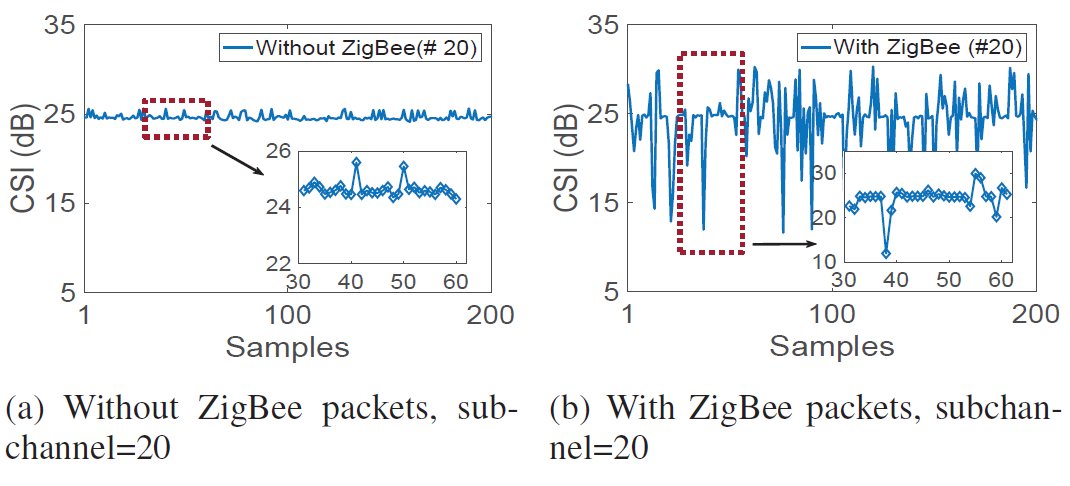 35
25
15
5
CSI (dB)
Without ZigBee(# 20)
26
24
22
30 40 50 60
1 100 200
Samples
35
25
15
5
CSI (dB)
With ZigBee (#20)
30
20
10
30 40 50 60
1 100 200
Samples
(a) Without ZigBee packets, sub-
channel=20
(b) With ZigBee packets, subchan-
nel=20